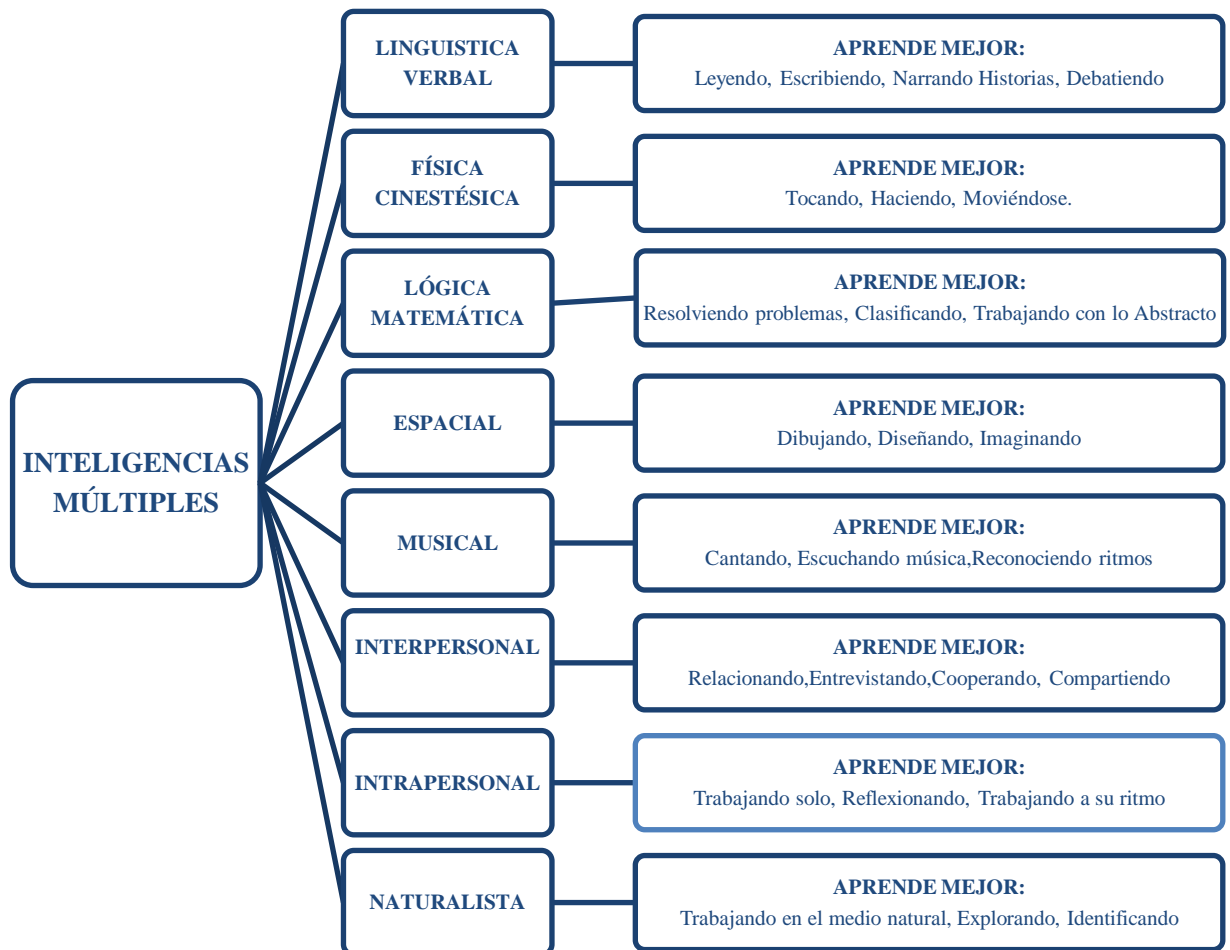 LINGUISTICA
VERBAL
APRENDE MEJOR:
Leyendo, Escribiendo, Narrando Historias, Debatiendo
FÍSICA
CINESTÉSICA
APRENDE MEJOR:
Tocando, Haciendo, Moviéndose.
LÓGICA
MATEMÁTICA
APRENDE MEJOR:
Resolviendo problemas, Clasificando, Trabajando con lo Abstracto
INTELIGENCIAS
MÚLTIPLES
ESPACIAL
APRENDE MEJOR:
Dibujando, Diseñando, Imaginando
MUSICAL
APRENDE MEJOR:
Cantando, Escuchando música,Reconociendo ritmos
INTERPERSONAL
APRENDE MEJOR:
Relacionando,Entrevistando,Cooperando, Compartiendo
INTRAPERSONAL
APRENDE MEJOR:
Trabajando solo, Reflexionando, Trabajando a su ritmo
NATURALISTA
APRENDE MEJOR:
Trabajando en el medio natural, Explorando, Identificando